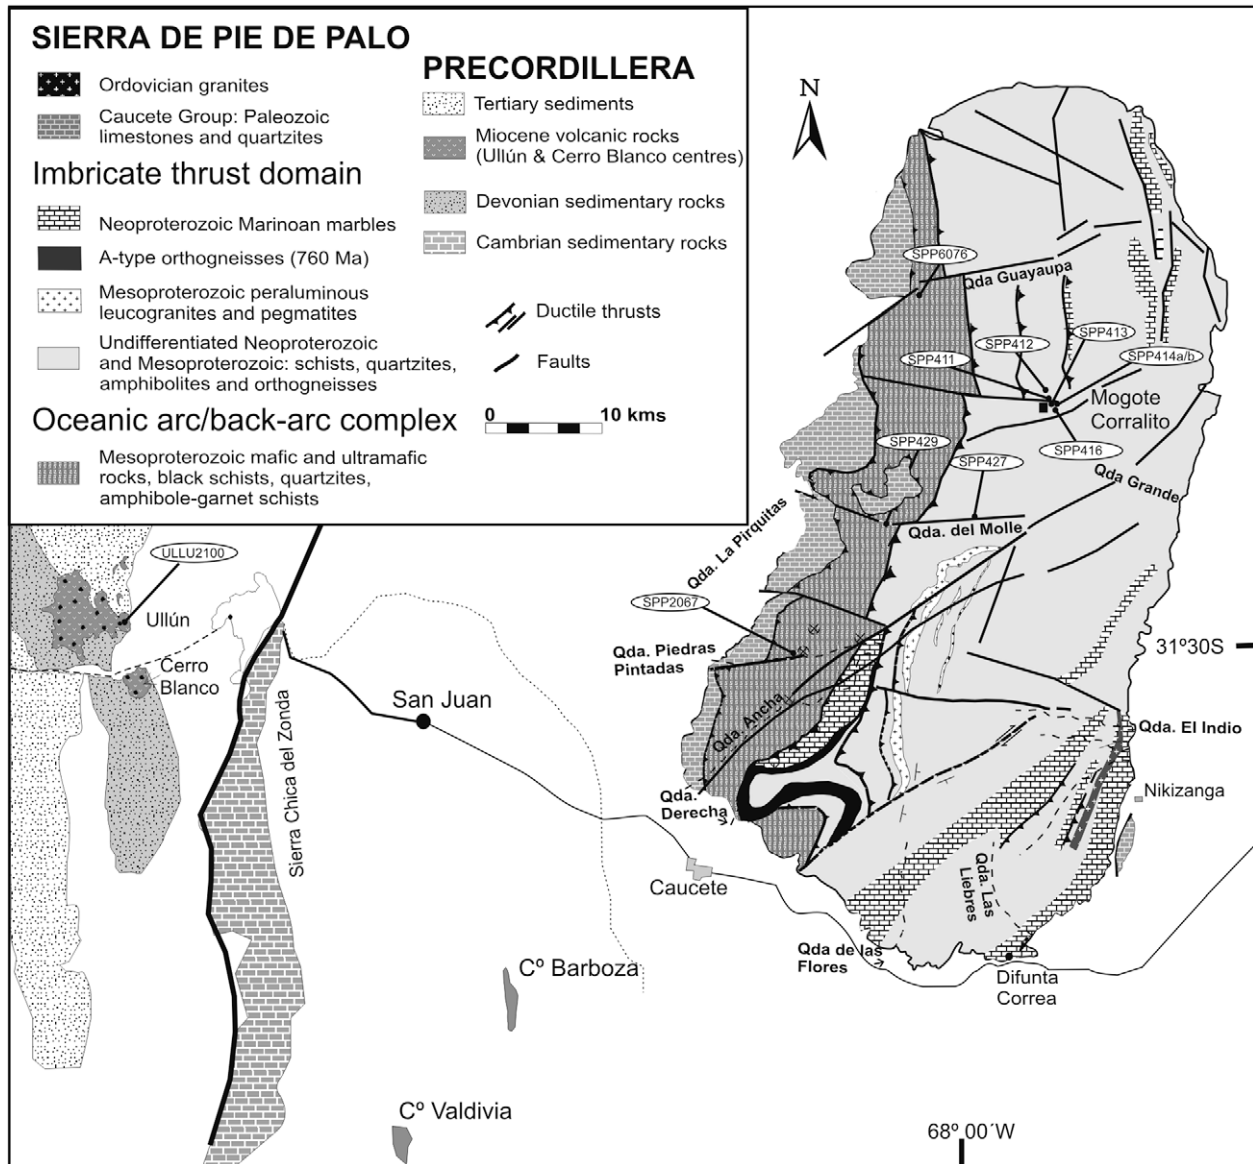 SIERRA DE PIE DE PALO
Ordovician granites
Caucete Group: Paleozoic
limestones and quartzites
Imbricate thrust domain
Neoproterozoic Marinoan marbles
A-type orthogneisses (760 Ma)
Mesoproterozoic peraluminous
leucogranites and pegmatites
Undifferentiated Neoproterozoic
and Mesoproterozoic: schists, quartzites,
amphibolites and orthogneisses
Oceanic arc/back-arc complex
Mesoproterozoic mafic and ultramafic
rocks, black schists, quartzites,
amphibole-garnet schists
PRECORDILLERA
Tertiary sediments
Miocene volcanic rocks
(Ullún & Cerro Blanco centres)
Devonian sedimentary rocks
Cambrian sedimentary rocks
Ductile thrusts
Faults
0 10 kms
N
SPP6076
Qda Guayaupa
SPP413
SPP412
SPP411
SPP414a/b
Mogote
Corralito
SPP429
SPP416
SPP427
Qda Grande
Qda. del Molle
Qda. La Pirquitas
ULLU2100
Ullún
SPP2067
Cerro
Blanco
Qda. Piedras
Pintadas
31º30S
San Juan
Qda. Ancha
Qda. El Indio
Sierra Chica del Zonda
Qda.
Derecha
Nikizanga
Caucete
Qda. Las
Liebres
Qda de las
Flores
Difunta
Correa
Cº Barboza
Cº Valdivia
68º 00´W